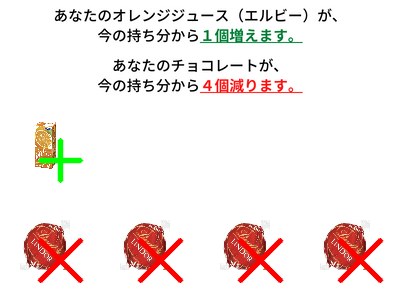 あなたのオレンジジュース（エルビー）が、
今の持ち分から１個増えます。
あなたのチョコレートが、
今の持ち分から４個減ります。
LINDOR
LINDOR
LINDOR
LINDOR